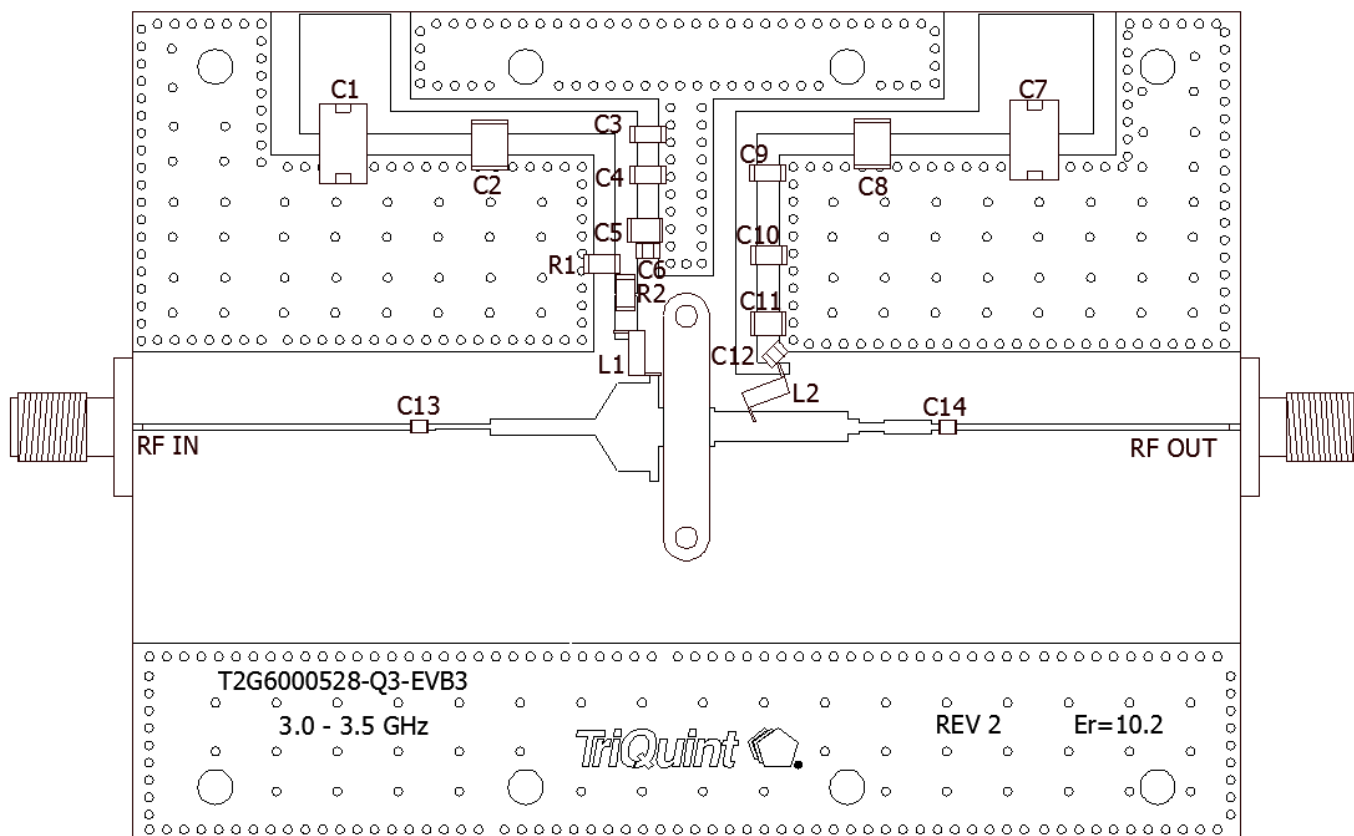 C1
C7
C3
C9
C4
C2
C8
C5
C10
R1
C6
R2
C11
C12
L1
L2
C13
C14
RF IN
RF OUT
T2G6000528-Q3-EVB3
3.0 - 3.5 GHz
REV 2
Er=10.2
TriQuint